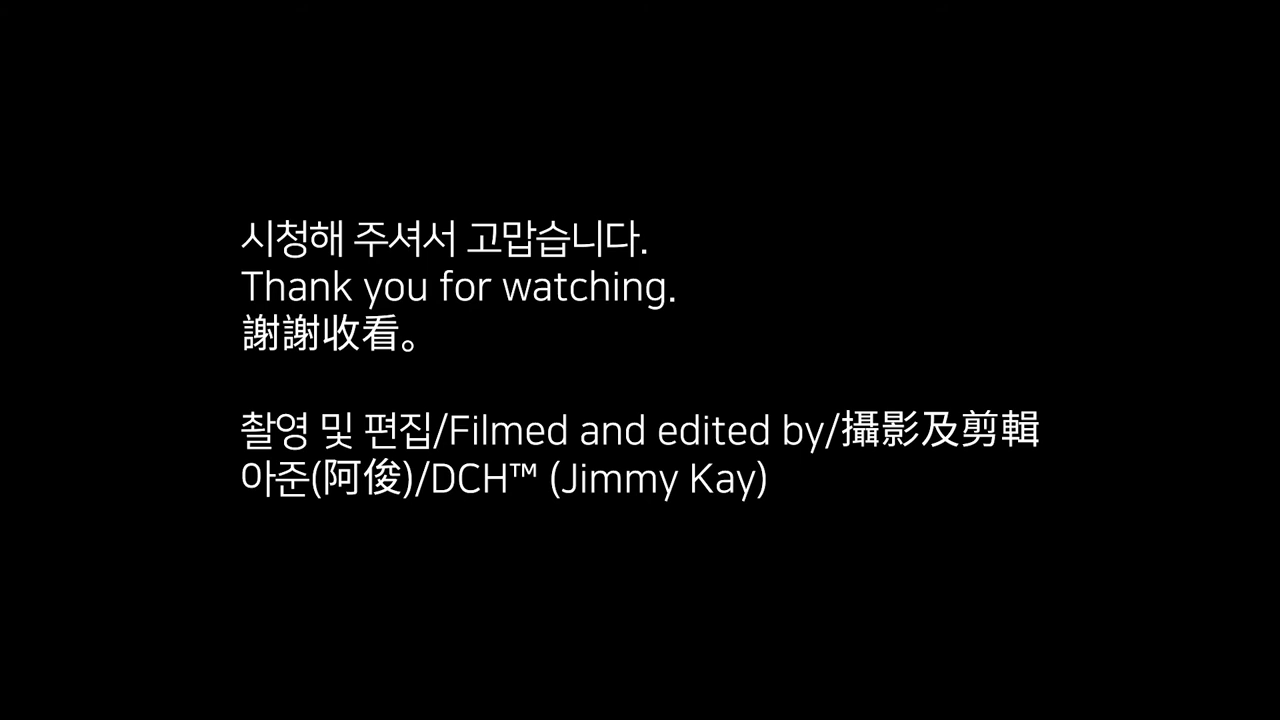 시청해 주셔서 고맙습니다.
Thank you for watching.
謝謝收看。
촬영 및 편집/Filmed and edited by/攝影及剪輯
아준(阿俊)/DCH™ (Jimmy Kay)